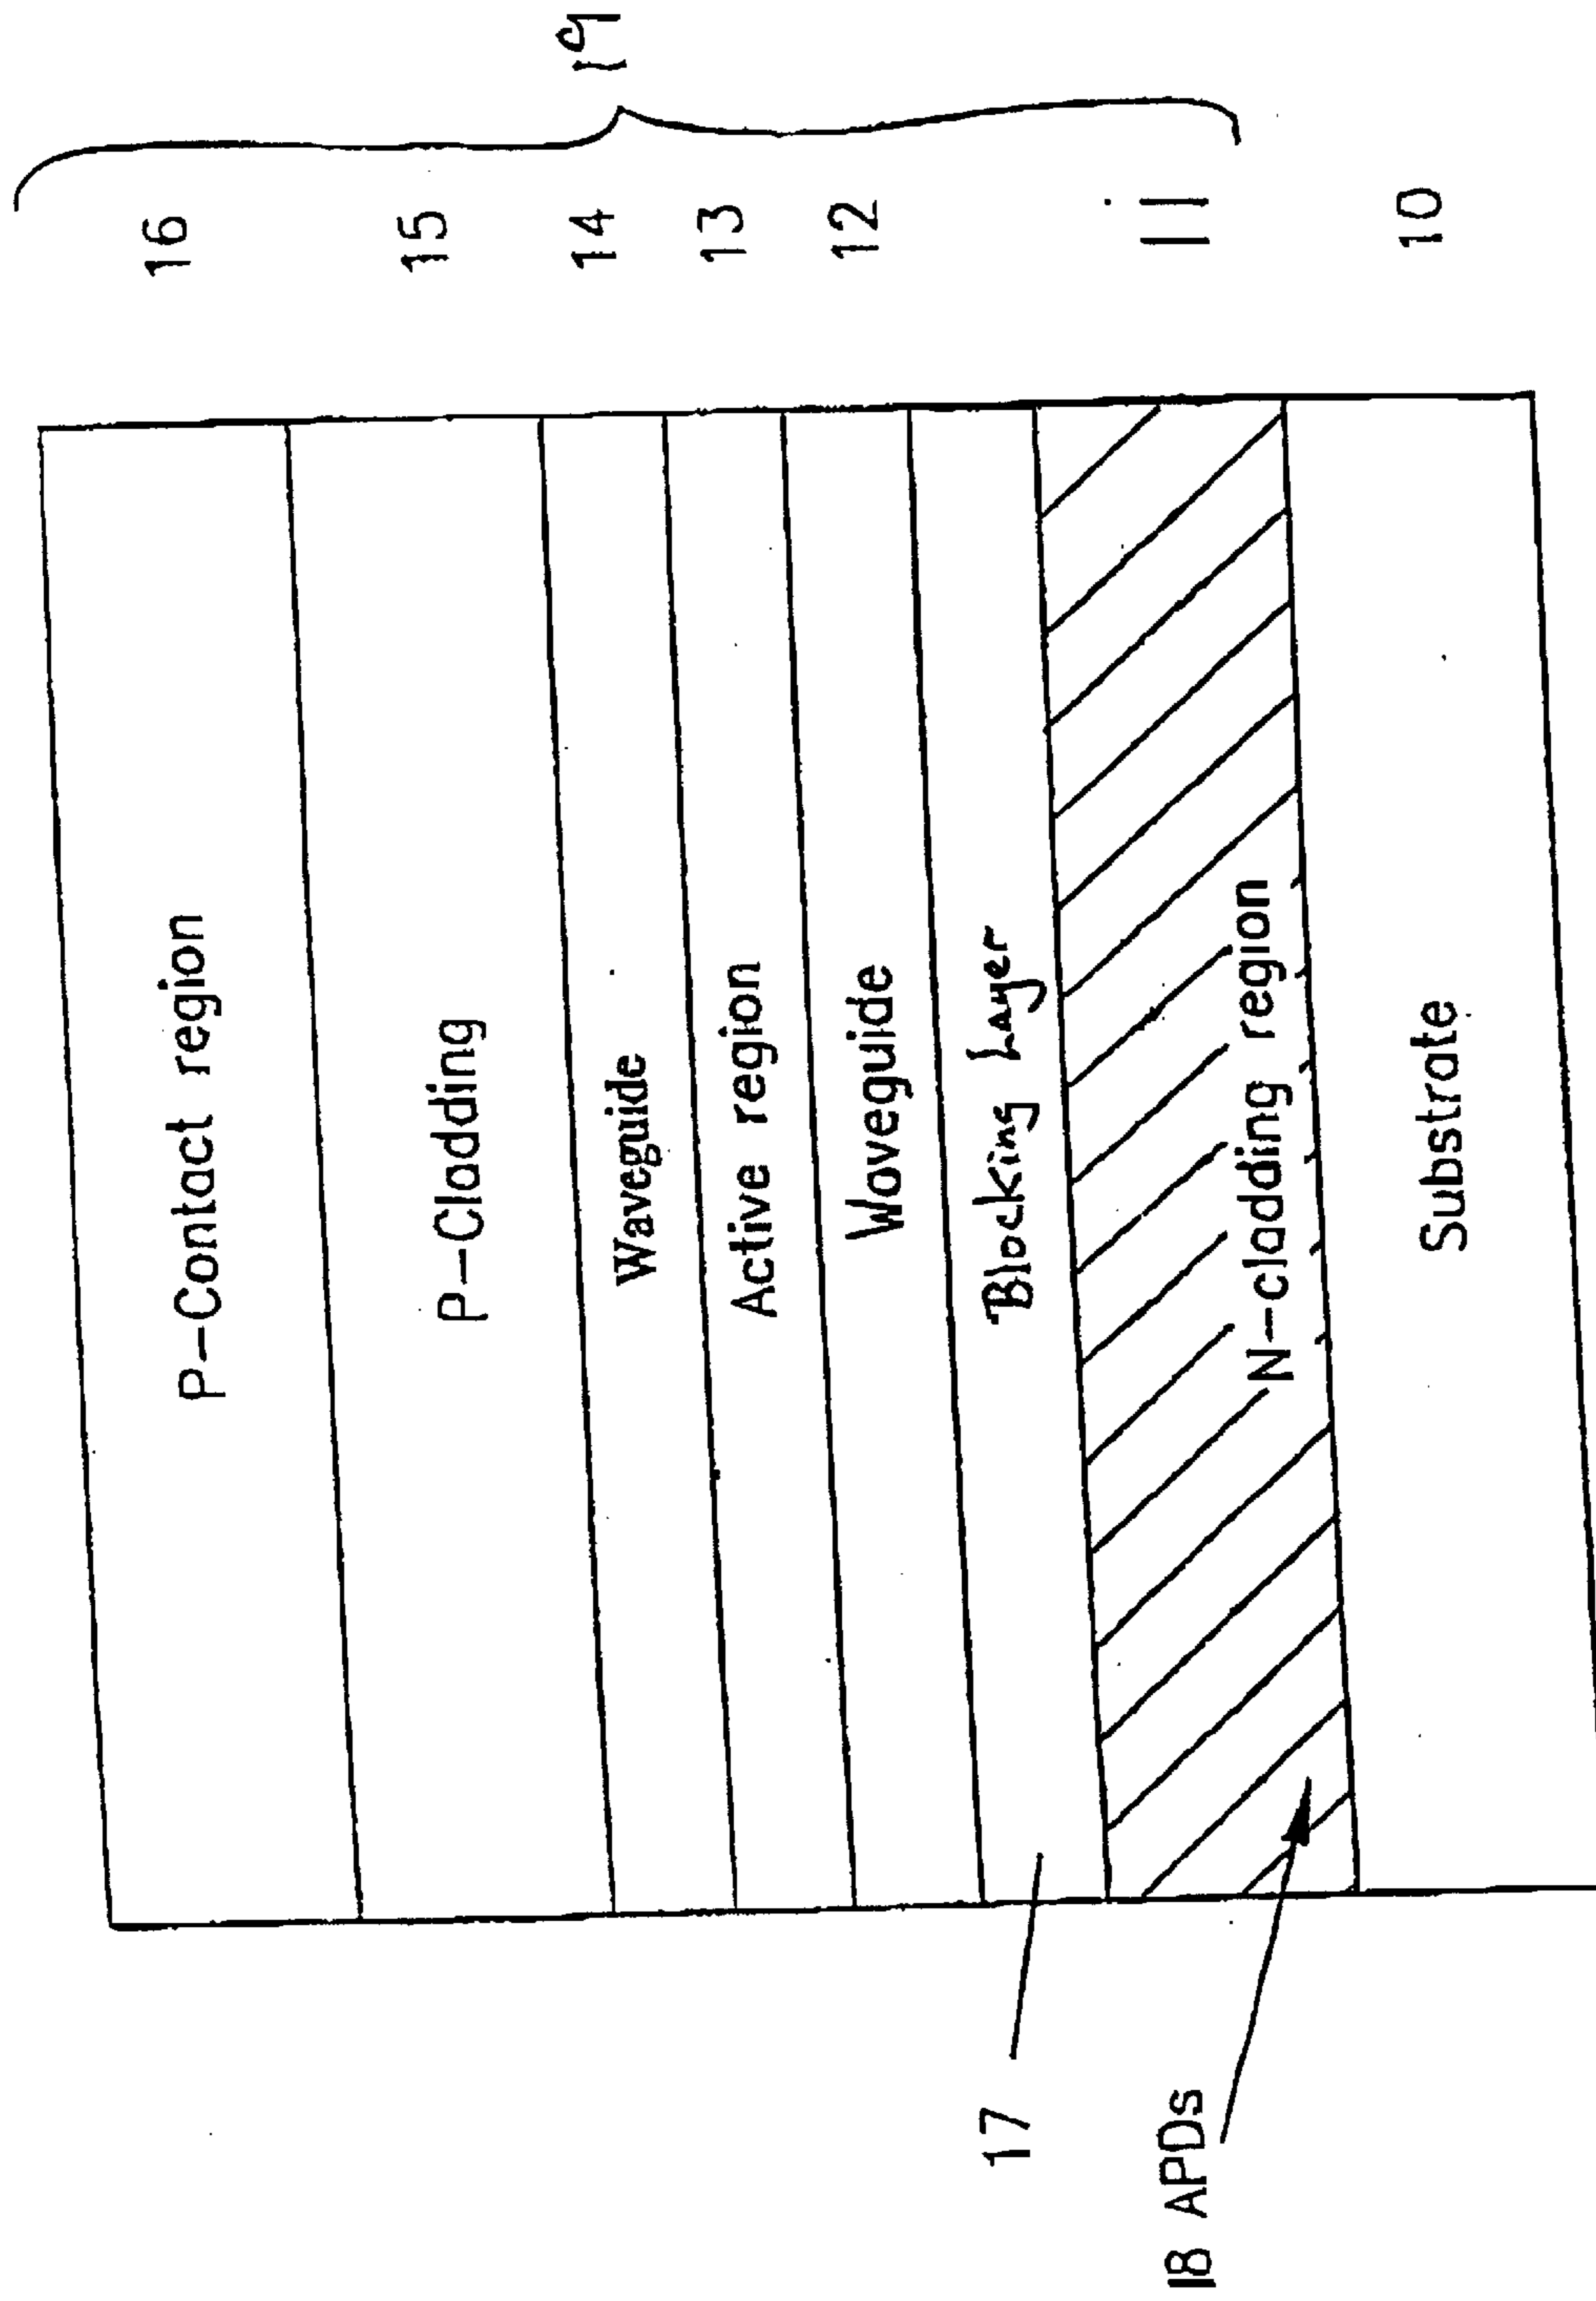 19
16
15
14
13
12
11
10
P-Contact region
P-Cladding
Waveguide
Active region
Woveguide
Blocking Layer
N-cladding region
Substrate
17
18 APDs